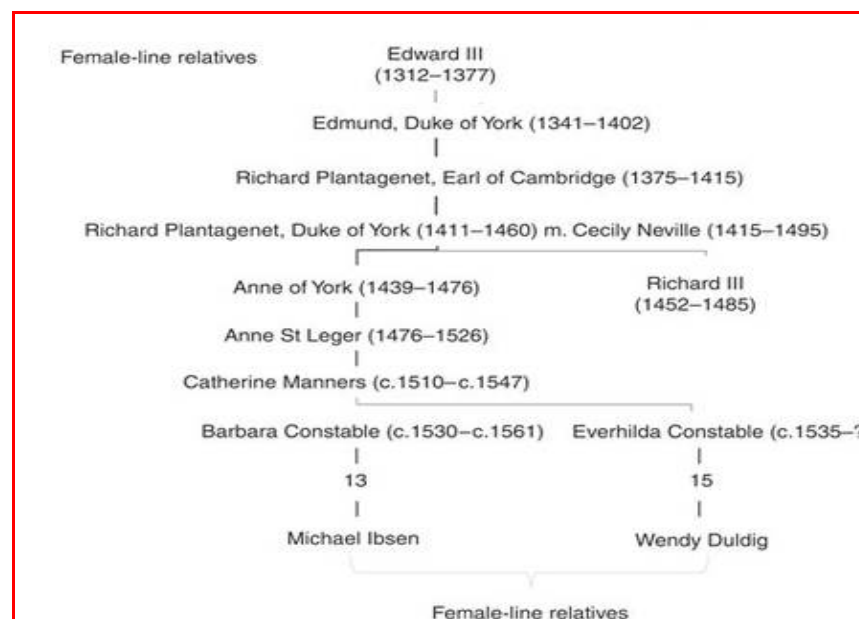 Female-line relatives
Edward III
(1312–1377)
Edmund, Duke of York (1341–1402)
Richard Plantagenet, Earl of Cambridge (1375–1415)
Richard Plantagenet, Duke of York (1411–1460) m. Cecily Neville (1415–1495)
Anne of York (1439–1476)
Richard III
(1452–1485)
Anne St Leger (1476–1526)
Catherine Manners (c.1510–c.1547)
Barbara Constable (c.1530–c.1561)
Everhilda Constable (c.1535–?
13
15
Michael Ibsen
Wendy Duldig
Female-line relatives